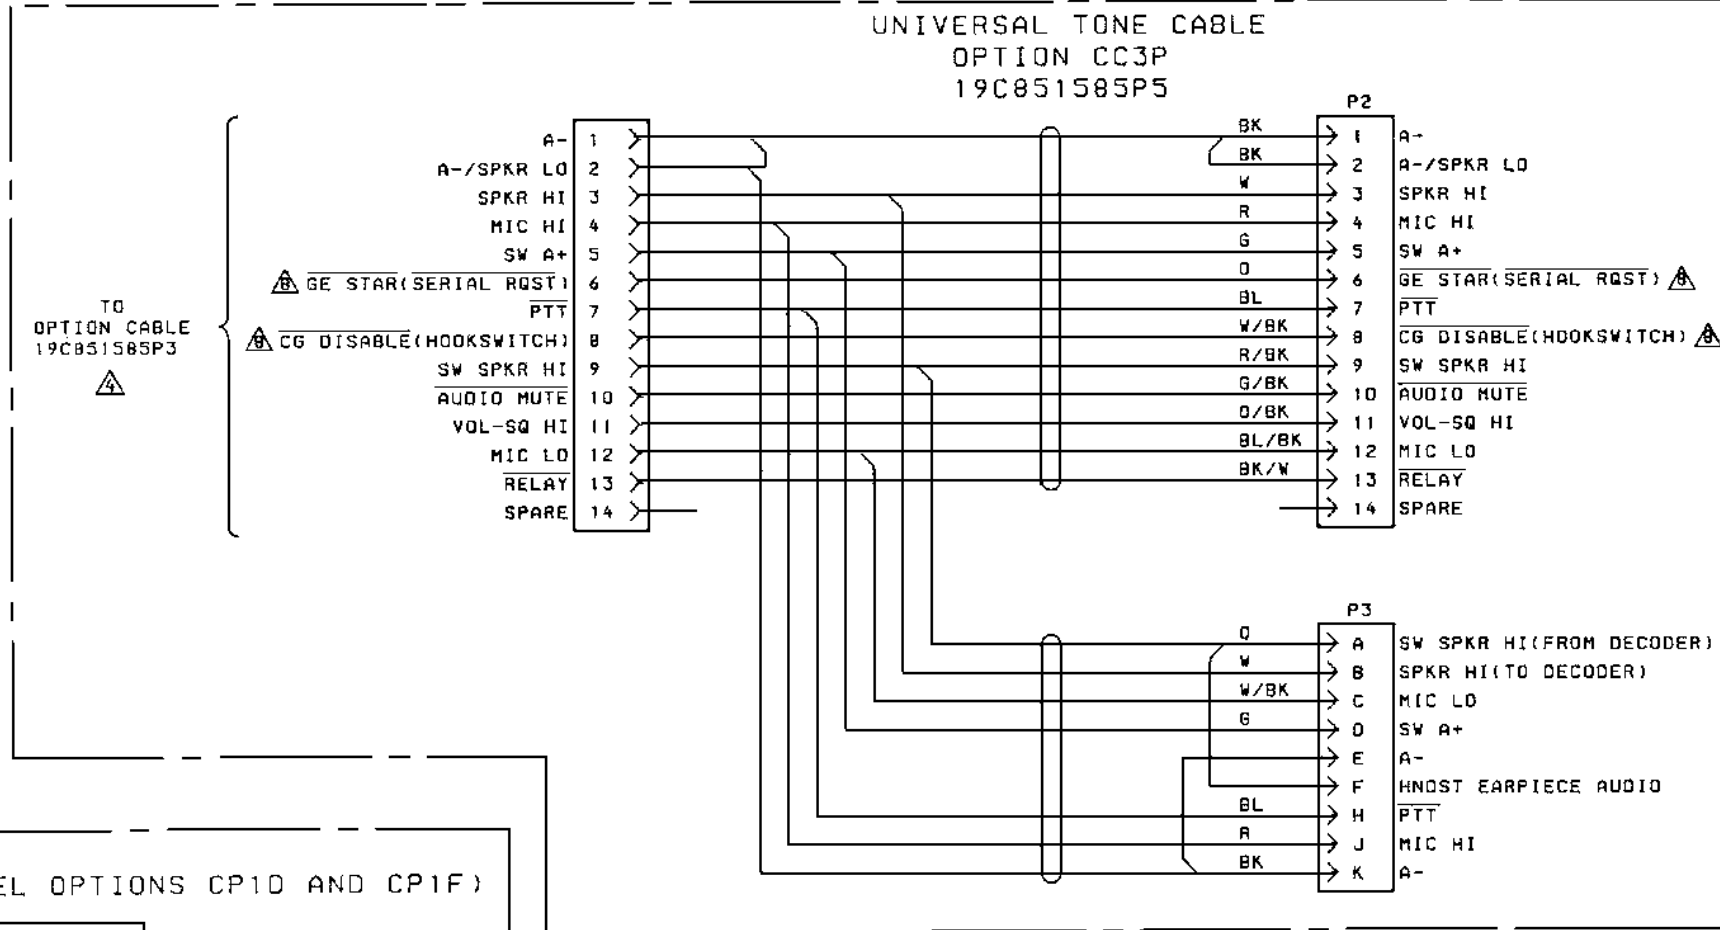 UNIVERSAL TONE CABLE
OPTION CC3P
19C851585P5
A- 1
A-/SPKR LO 2
SPKR HI 3
MIC HI 4
SW A+ 5
8 GE STAR(SERIAL RQST) 6
PTT 7
8 CG DISABLE(HOOKSWITCH) 8
SW SPKR HI 9
AUDIO MUTE 10
VOL-SQ HI 11
MIC LO 12
RELAY 13
SPARE 14
TO
OPTION CABLE
19C851585P3
4
P2
BK 1 A-
BK 2 A-/SPKR LO
W 3 SPKR HI
R 4 MIC HI
G 5 SW A+
O 6 GE STAR(SERIAL RQST) 8
BL 7 PTT
W/BK 8 CG DISABLE(HOOKSWITCH) 8
R/BK 9 SW SPKR HI
G/BK 10 AUDIO MUTE
O/BK 11 VOL-SQ HI
BL/BK 12 MIC LO
BK/W 13 RELAY
14 SPARE
P3
O A SW SPKR HI(FROM DECODER)
W B SPKR HI(TO DECODER)
W/BK C MIC LO
G D SW A+
E A-
F HNDST EARPIECE AUDIO
BL H PTT
R J MIC HI
BK K A-
EL OPTIONS CP1D AND CP1F)